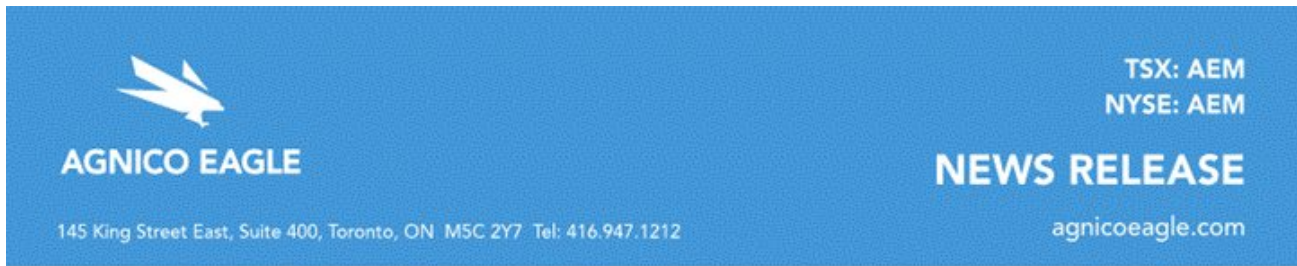 TSX: AEM
NYSE: AEM
AGNICO EAGLE
NEWS RELEASE
145 King Street East, Suite 400, Toronto, ON M5C 2Y7 Tel: 416.947.1212
agnicoeagle.com